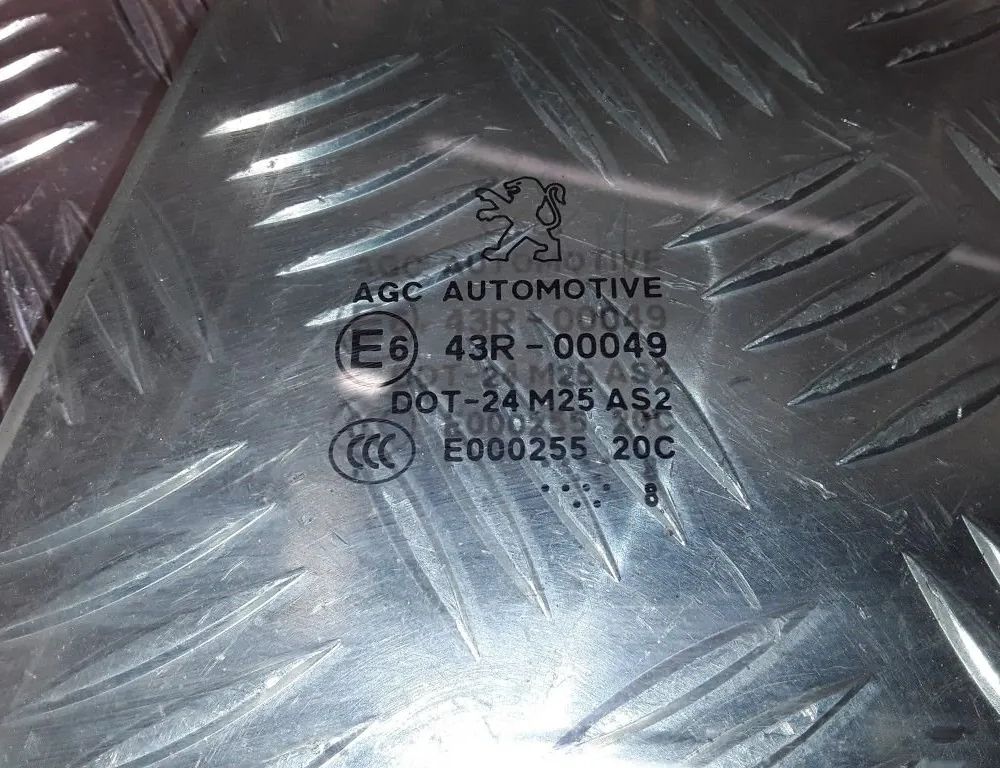 AGC AUTOMOTIVE
E6 43R-00049
DOT-24 M25 AS2
CCC E000255 20C
.... 8
..